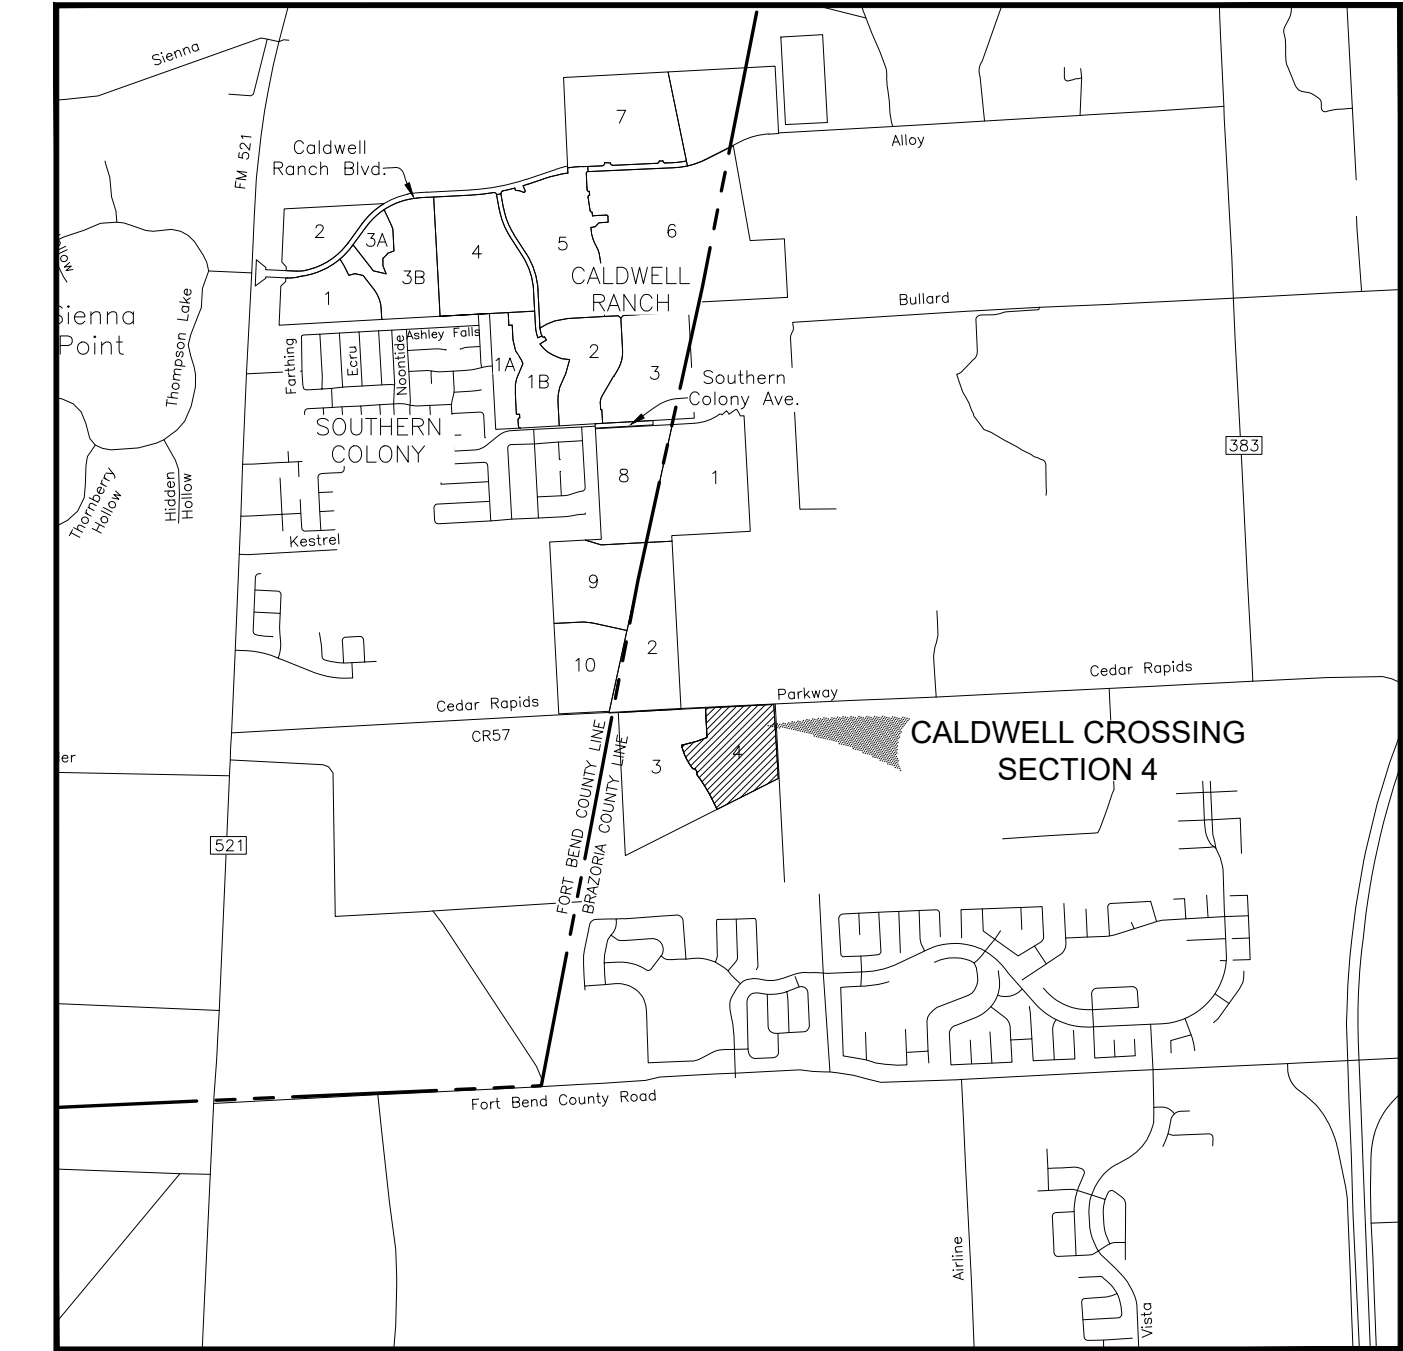 Sienna
FM 521
7
Caldwell
Ranch Blvd.
Alloy
2
3A
4
5
6
3B
1
CALDWELL
RANCH
Bullard
Sienna
Point
Thompson Lake
Farthing
Ecru
Noontide
Ashley Falls
1A
1B
2
3
Southern
Colony Ave.
SOUTHERN
COLONY
383
8
1
Thornberry
Hollow
Hidden
Hollow
Kestrel
9
10
2
Cedar Rapids
Parkway
Cedar Rapids
CR57
FORT BEND COUNTY LINE
BRAZORIA COUNTY LINE
3
4
CALDWELL CROSSING
SECTION 4
er
521
Fort Bend County Road
Airline
Vista